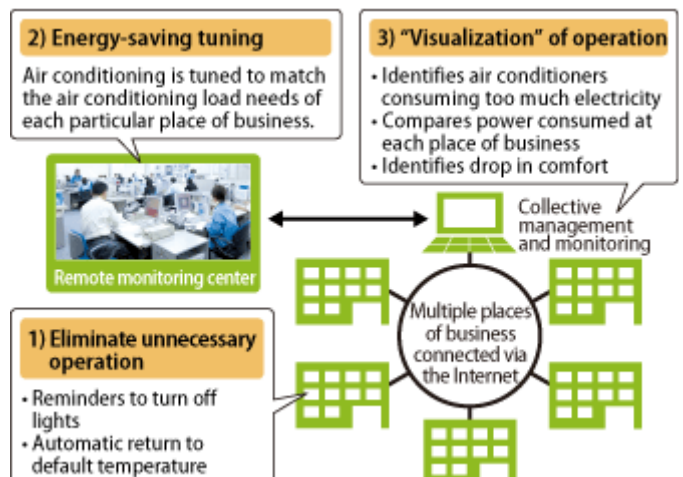 2) Energy-saving tuning
Air conditioning is tuned to match
the air conditioning load needs of
each particular place of business.
3) “Visualization” of operation
• Identifies air conditioners
consuming too much electricity
• Compares power consumed at
each place of business
• Identifies drop in comfort
Remote monitoring center
Collective
management
and monitoring
Multiple places
of business
connected via
the Internet
1) Eliminate unnecessary
operation
• Reminders to turn off
lights
• Automatic return to
default temperature